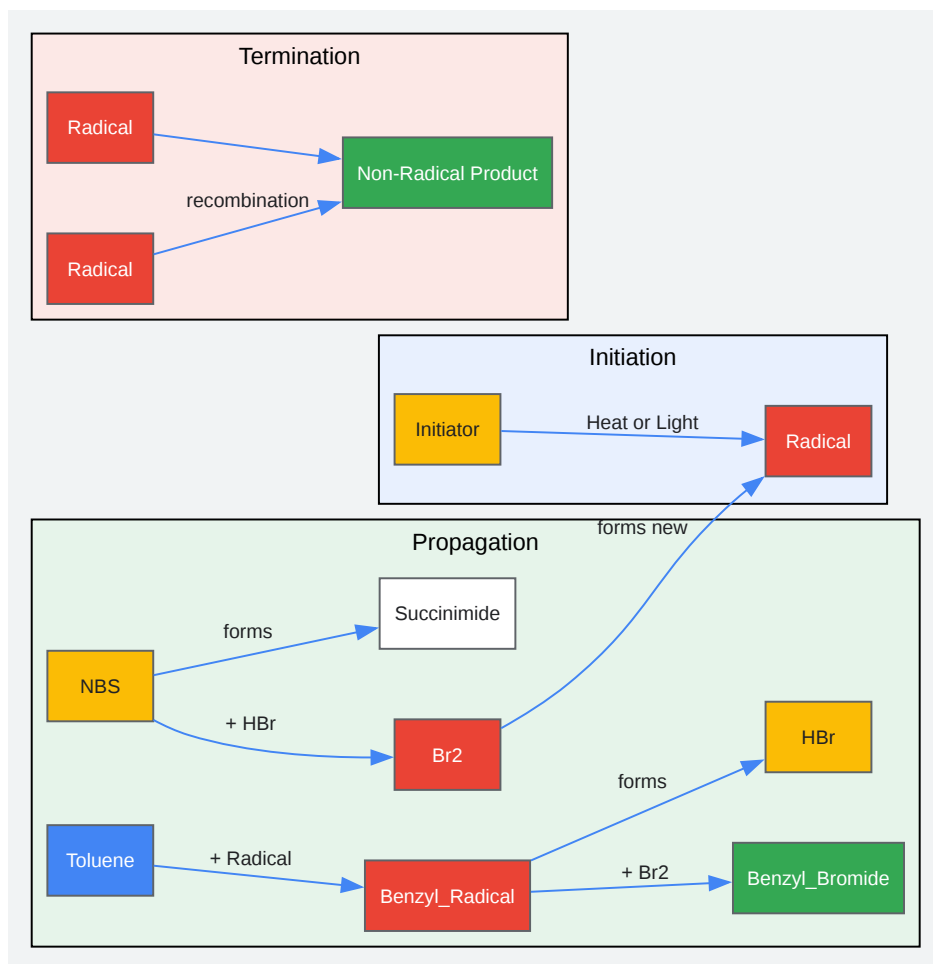 Termination
Radical
Non-Radical Product
recombination
Radical
Initiation
Initiator
Heat or Light
Radical
forms new
Propagation
Succinimide
forms
NBS
+ HBr
Br2
HBr
forms
Toluene
+ Radical
Benzyl_Radical
+ Br2
Benzyl_Bromide